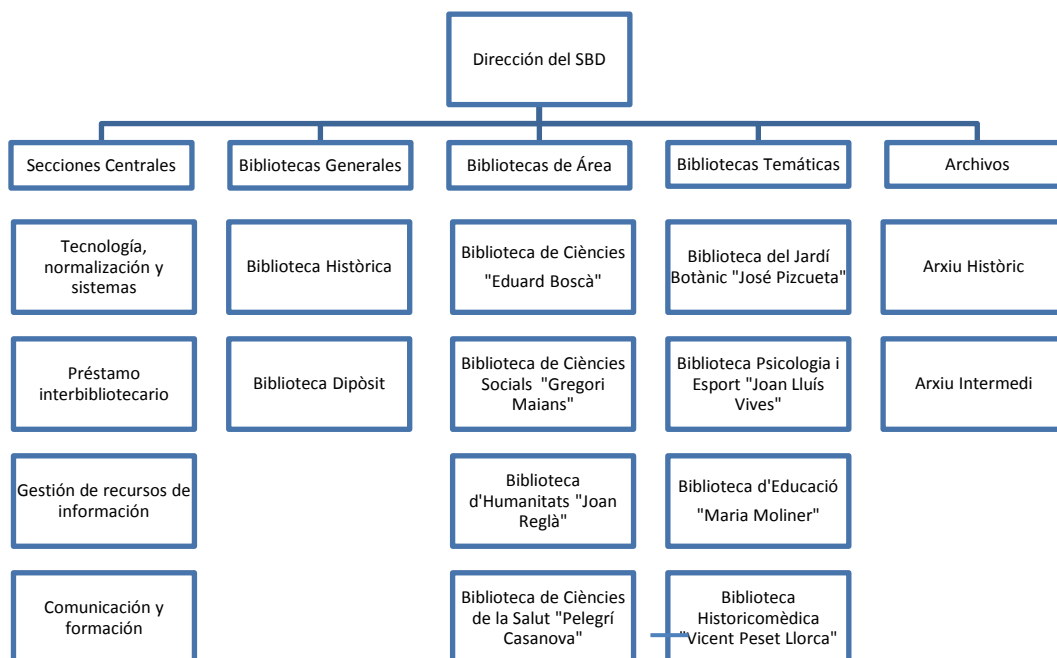 Dirección del SBD
Secciones Centrales
Bibliotecas Generales
Bibliotecas de Área
Bibliotecas Temáticas
Archivos
Tecnología,
normalización y
sistemas
Biblioteca Històrica
Biblioteca de Ciències
"Eduard Boscà"
Biblioteca del Jardí
Botànic "José Pizcueta"
Arxiu Històric
Préstamo
interbibliotecario
Biblioteca Dipòsit
Biblioteca de Ciències
Socials "Gregori
Maians"
Biblioteca Psicologia i
Esport "Joan Lluís
Vives"
Arxiu Intermedi
Gestión de recursos de
información
Biblioteca
d'Humanitats "Joan
Reglà"
Biblioteca d'Educació
"Maria Moliner"
Comunicación y
formación
Biblioteca de Ciències
de la Salut "Pelegrí
Casanova"
Biblioteca
Historicomèdica
"Vicent Peset Llorca"